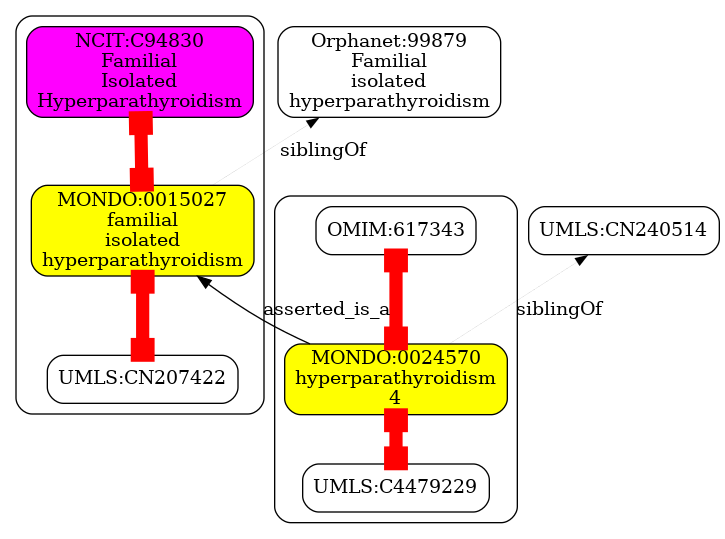 NCIT:C94830
Familial
Isolated
Hyperparathyroidism
Orphanet:99879
Familial
isolated
hyperparathyroidism
siblingOf
MONDO:0015027
familial
isolated
hyperparathyroidism
OMIM:617343
UMLS:CN240514
asserted_is_a
siblingOf
UMLS:CN207422
MONDO:0024570
hyperparathyroidism
4
UMLS:C4479229